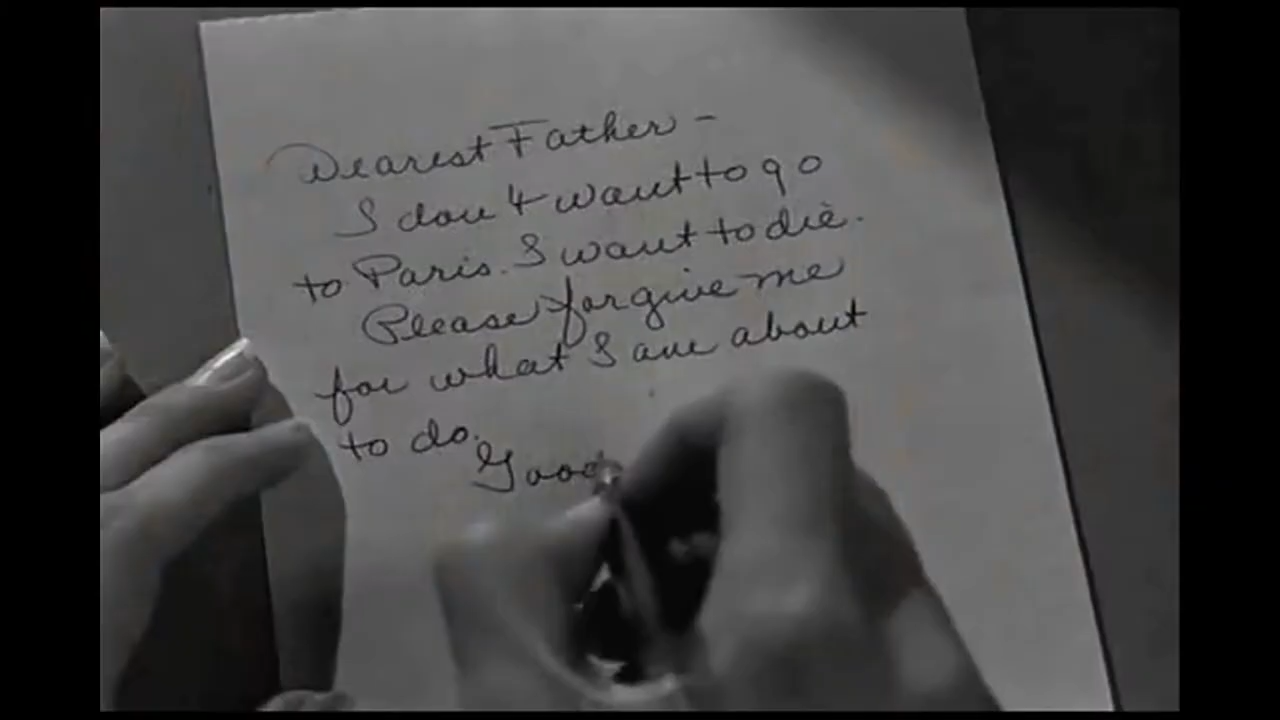 Dearest Father -
I don't want to go
to Paris. I want to die.
Please forgive me
for what I am about
to do.
Good